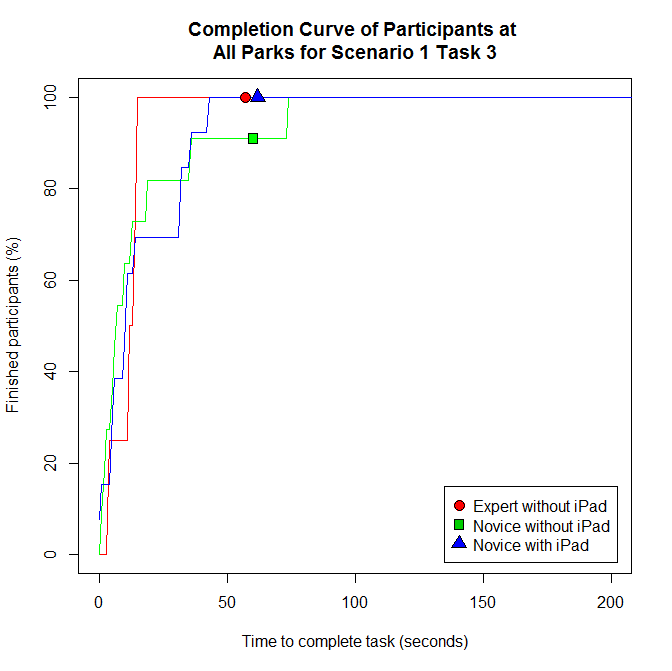 Completion Curve of Participants at
All Parks for Scenario 1 Task 3
100
80
60
40
20
0
Finished participants (%)
Expert without iPad
Novice without iPad
Novice with iPad
0 50 100 150 200
Time to complete task (seconds)